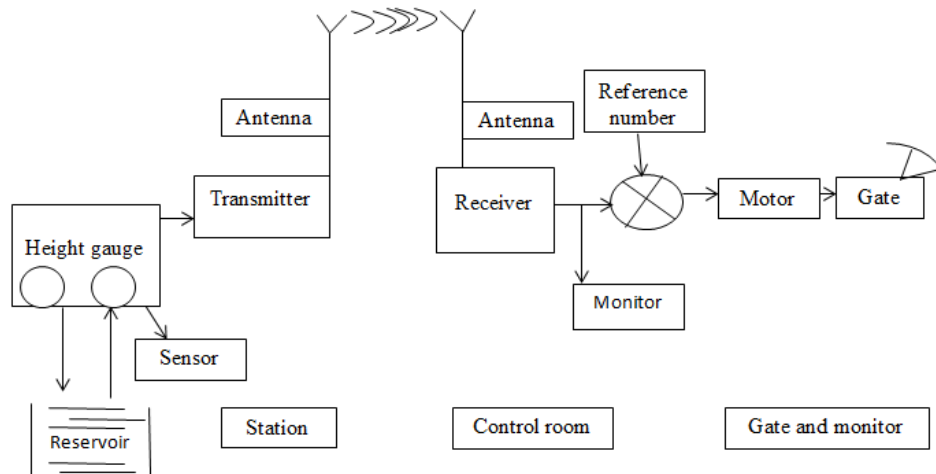 Reference
number
Antenna
Antenna
Transmitter
Receiver
Motor
Gate
Height gauge
Monitor
Sensor
Reservoir
Station
Control room
Gate and monitor